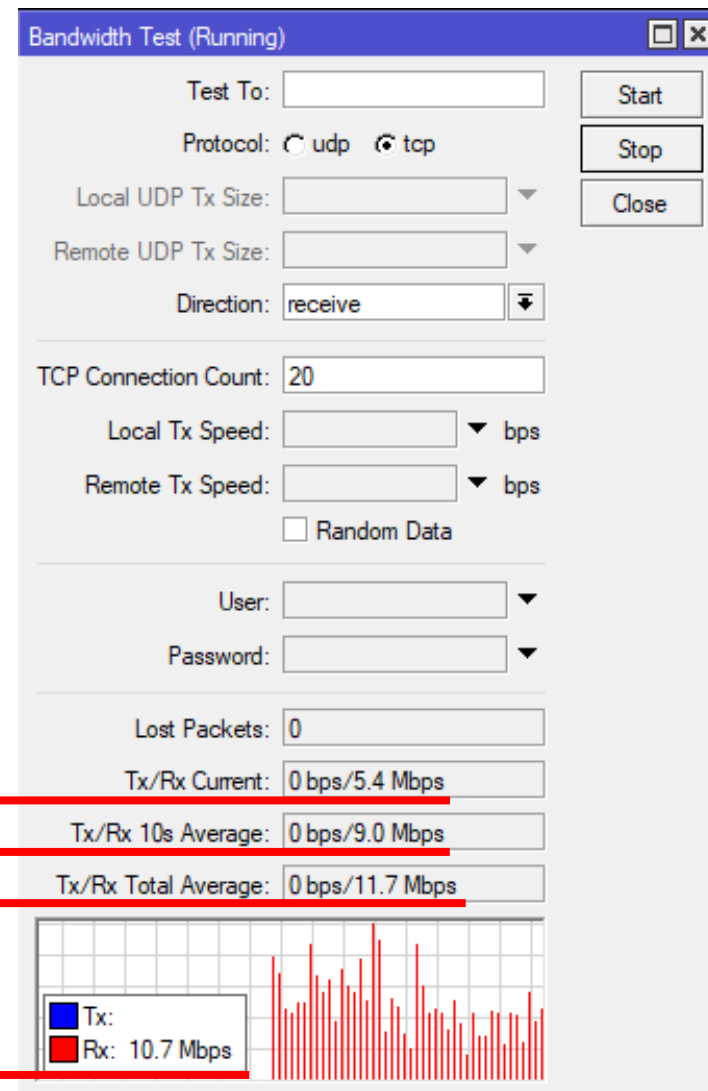 Bandwidth Test (Running)
Test To:
Start
Protocol: udp tcp
Stop
Local UDP Tx Size:
Close
Remote UDP Tx Size:
Direction: receive
TCP Connection Count: 20
Local Tx Speed: bps
Remote Tx Speed: bps
Random Data
User:
Password:
Lost Packets: 0
Tx/Rx Current: 0 bps/5.4 Mbps
Tx/Rx 10s Average: 0 bps/9.0 Mbps
Tx/Rx Total Average: 0 bps/11.7 Mbps
Tx:
Rx: 10.7 Mbps